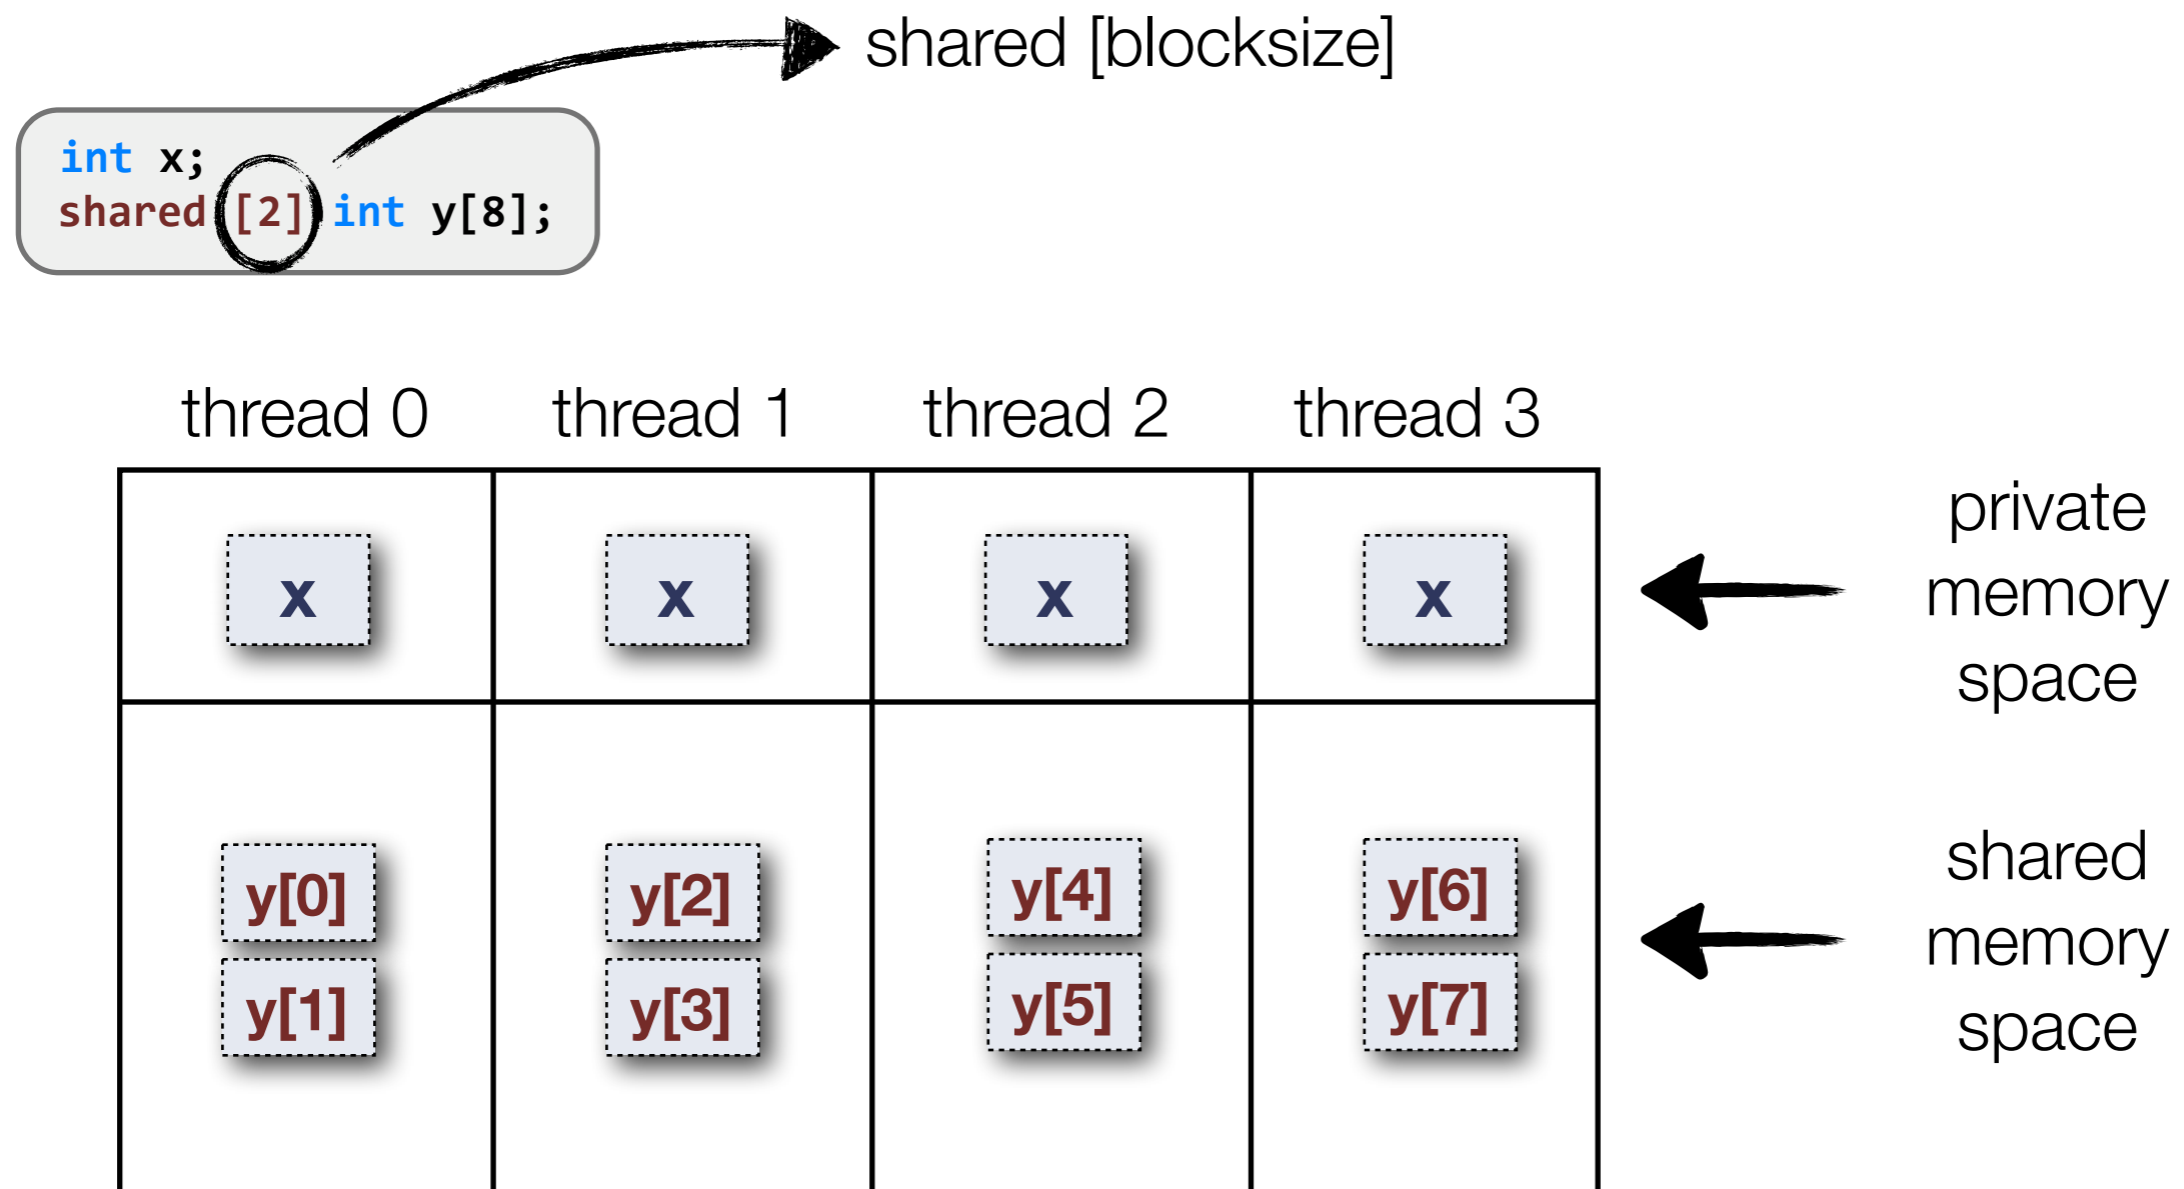 shared [blocksize]
int x;
shared [2] int y[8];
thread 0 thread 1 thread 2 thread 3
x x x x
private
memory
space
y[0] y[2] y[4] y[6]
y[1] y[3] y[5] y[7]
shared
memory
space